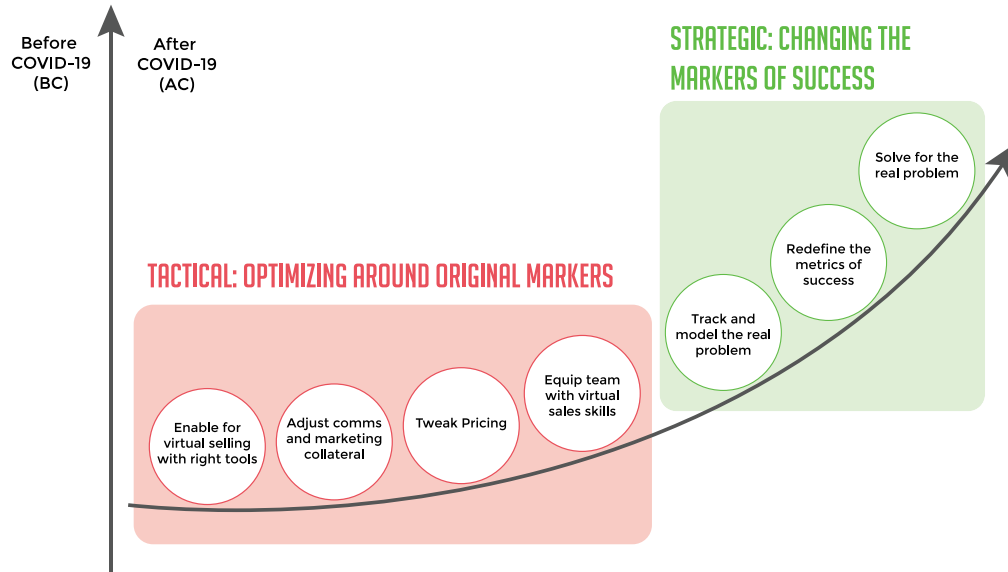 Before
COVID-19
(BC)
After
COVID-19
(AC)
STRATEGIC: CHANGING THE
MARKERS OF SUCCESS
Solve for the
real problem
Redefine the
metrics of
success
Track and
model the real
problem
TACTICAL: OPTIMIZING AROUND ORIGINAL MARKERS
Enable for
virtual selling
with right tools
Adjust comms
and marketing
collateral
Tweak Pricing
Equip team
with virtual
sales skills